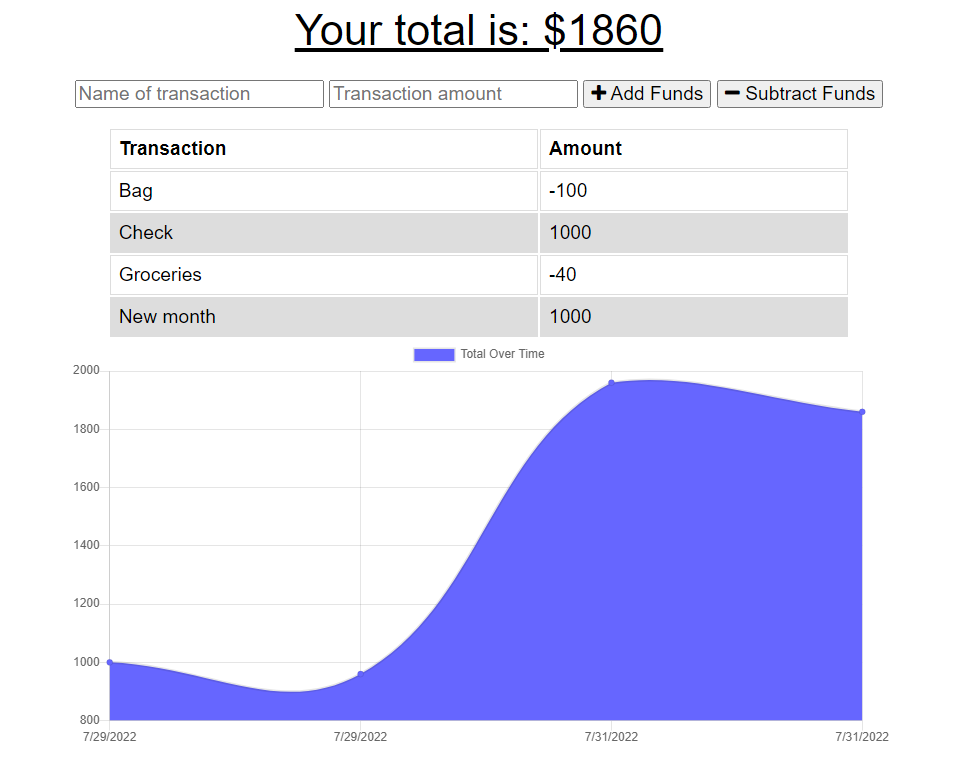 Your total is: $1860
Name of transaction Transaction amount Add Funds Subtract Funds
Transaction Amount
Bag -100
Check 1000
Groceries -40
New month 1000
Total Over Time
2000
1800
1600
1400
1200
1000
800
7/29/2022 7/29/2022 7/31/2022 7/31/2022